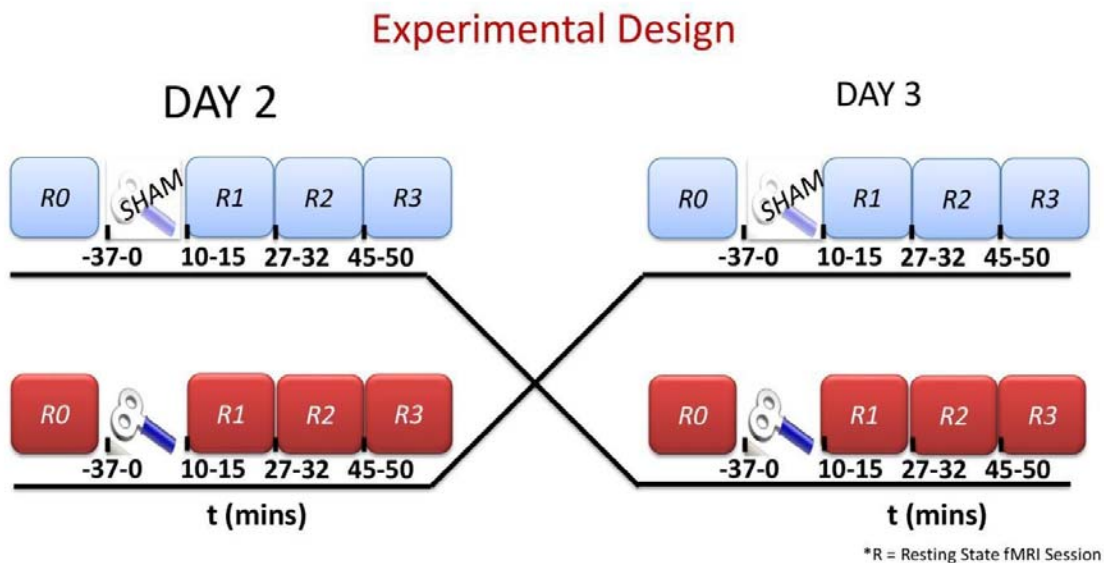 Experimental Design
DAY 2
DAY 3
R0 SHAM R1 R2 R3
-37-0 10-15 27-32 45-50
R0 SHAM R1 R2 R3
-37-0 10-15 27-32 45-50
R0 R1 R2 R3
-37-0 10-15 27-32 45-50
t (mins)
R0 R1 R2 R3
-37-0 10-15 27-32 45-50
t (mins)
*R = Resting State fMRI Session